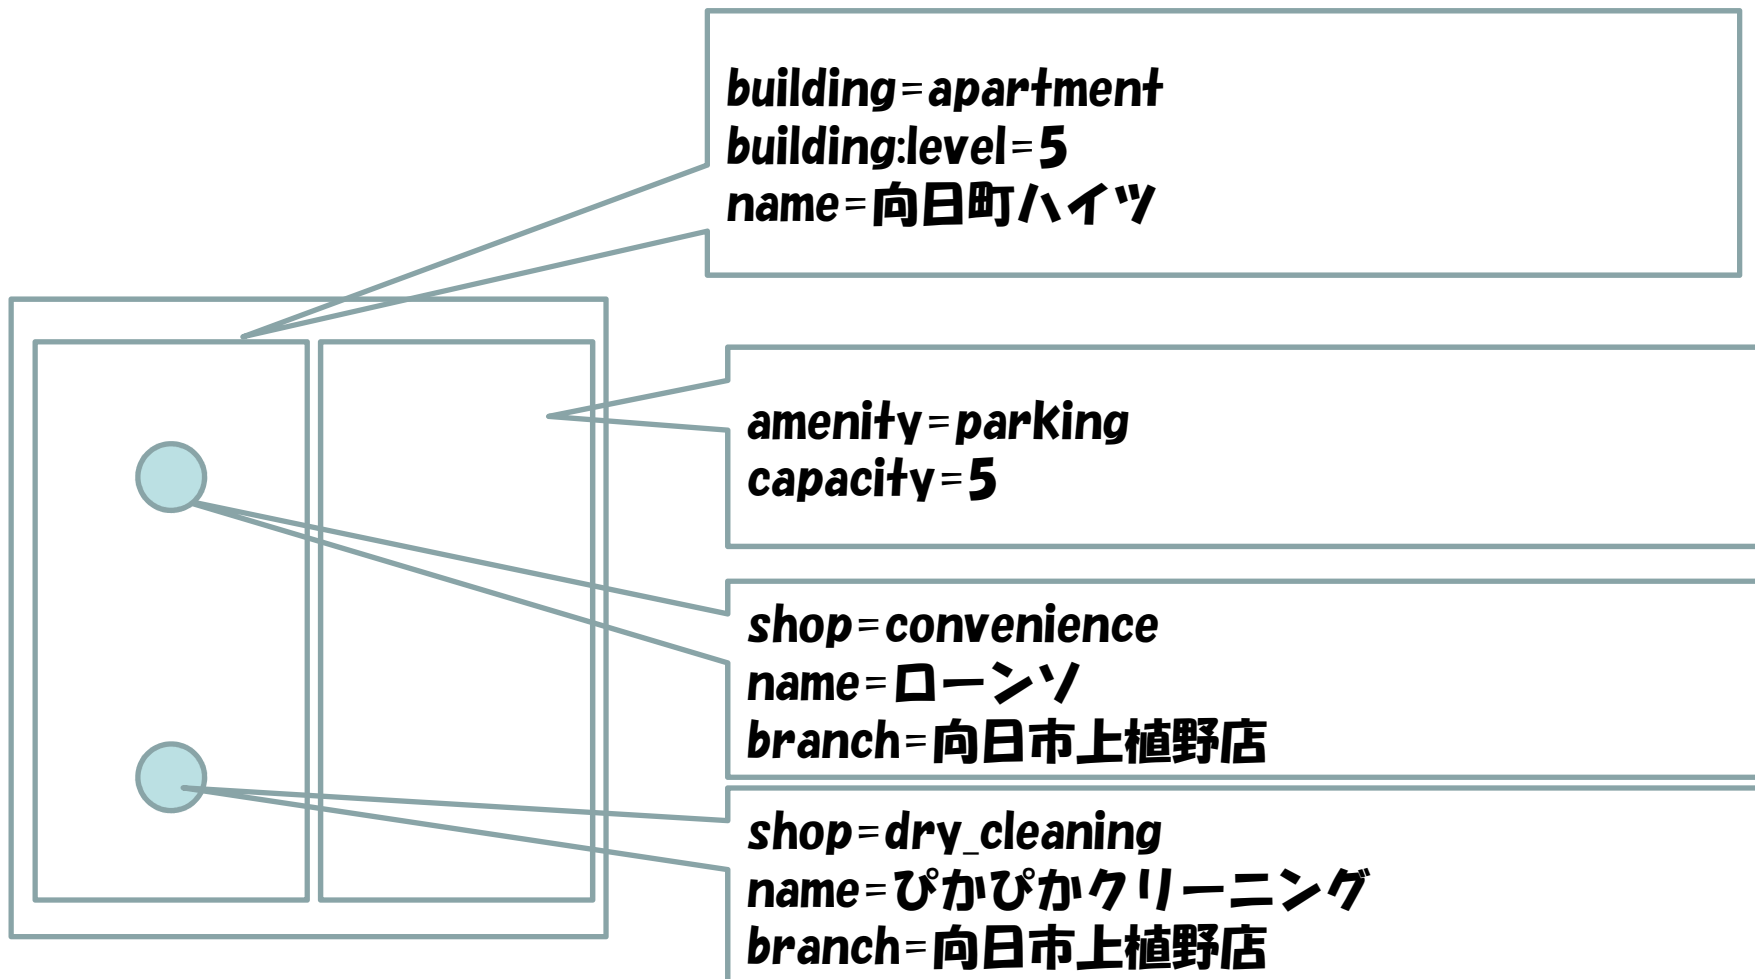 building=apartment
building:level=5
name=向日町ハイツ
amenity=parking
capacity=5
shop=convenience
name=ローンソ
branch=向日市上植野店
shop=dry_cleaning
name=ぴかぴかクリーニング
branch=向日市上植野店